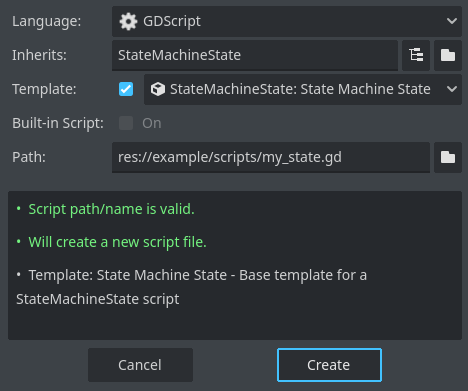 Language: GDScript
Inherits: StateMachineState
Template: StateMachineState: State Machine State
Built-in Script: On
Path: res://example/scripts/my_state.gd
• Script path/name is valid.
• Will create a new script file.
• Template: State Machine State - Base template for a
StateMachineState script
Cancel Create